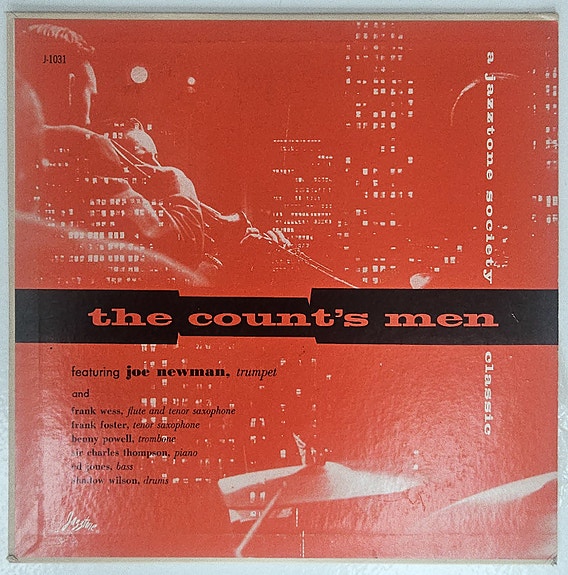 J-1031
a jazztone society classic
the count's men
featuring joe newman, trumpet
and
frank wess, flute and tenor saxophone
frank foster, tenor saxophone
benny powell, trombone
sir charles thompson, piano
ed jones, bass
shadow wilson, drums
Jazztone